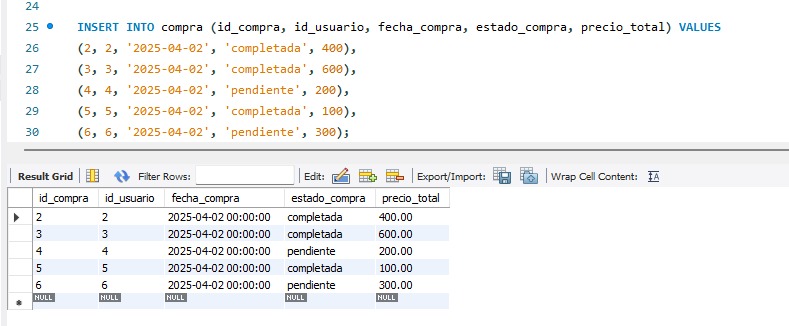 24
25 INSERT INTO compra (id_compra, id_usuario, fecha_compra, estado_compra, precio_total) VALUES
26 (2, 2, '2025-04-02', 'completada', 400),
27 (3, 3, '2025-04-02', 'completada', 600),
28 (4, 4, '2025-04-02', 'pendiente', 200),
29 (5, 5, '2025-04-02', 'completada', 100),
30 (6, 6, '2025-04-02', 'pendiente', 300);
Result Grid Filter Rows: Edit: Export/Import: Wrap Cell Content:
id_compra id_usuario fecha_compra estado_compra precio_total
2 2 2025-04-02 00:00:00 completada 400.00
3 3 2025-04-02 00:00:00 completada 600.00
4 4 2025-04-02 00:00:00 pendiente 200.00
5 5 2025-04-02 00:00:00 completada 100.00
6 6 2025-04-02 00:00:00 pendiente 300.00
NULL NULL NULL NULL NULL